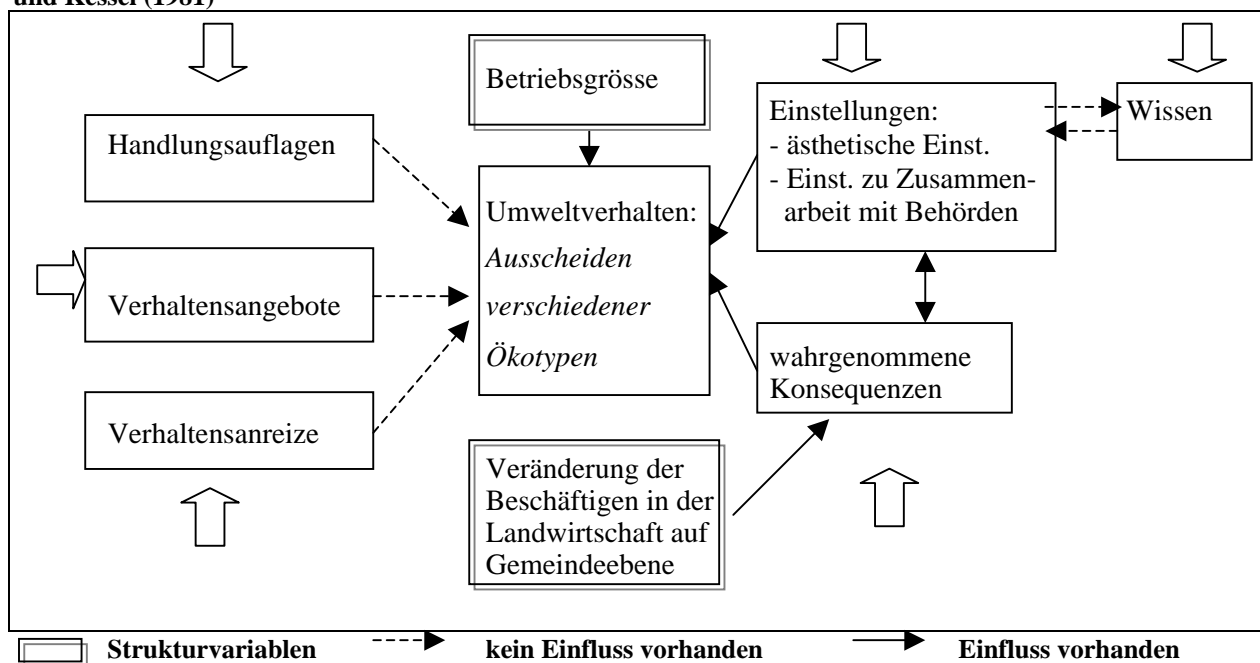 und Kessel (1981)
Betriebsgrösse
Handlungsauflagen
Einstellungen:
- ästhetische Einst.
- Einst. zu Zusammen-
arbeit mit Behörden
Wissen
Umweltverhalten:
Ausscheiden
verschiedener
Ökotypen
Verhaltensangebote
wahrgenommene
Konsequenzen
Verhaltensanreize
Veränderung der
Beschäftigen in der
Landwirtschaft auf
Gemeindeebene
Strukturvariablen
kein Einfluss vorhanden
Einfluss vorhanden